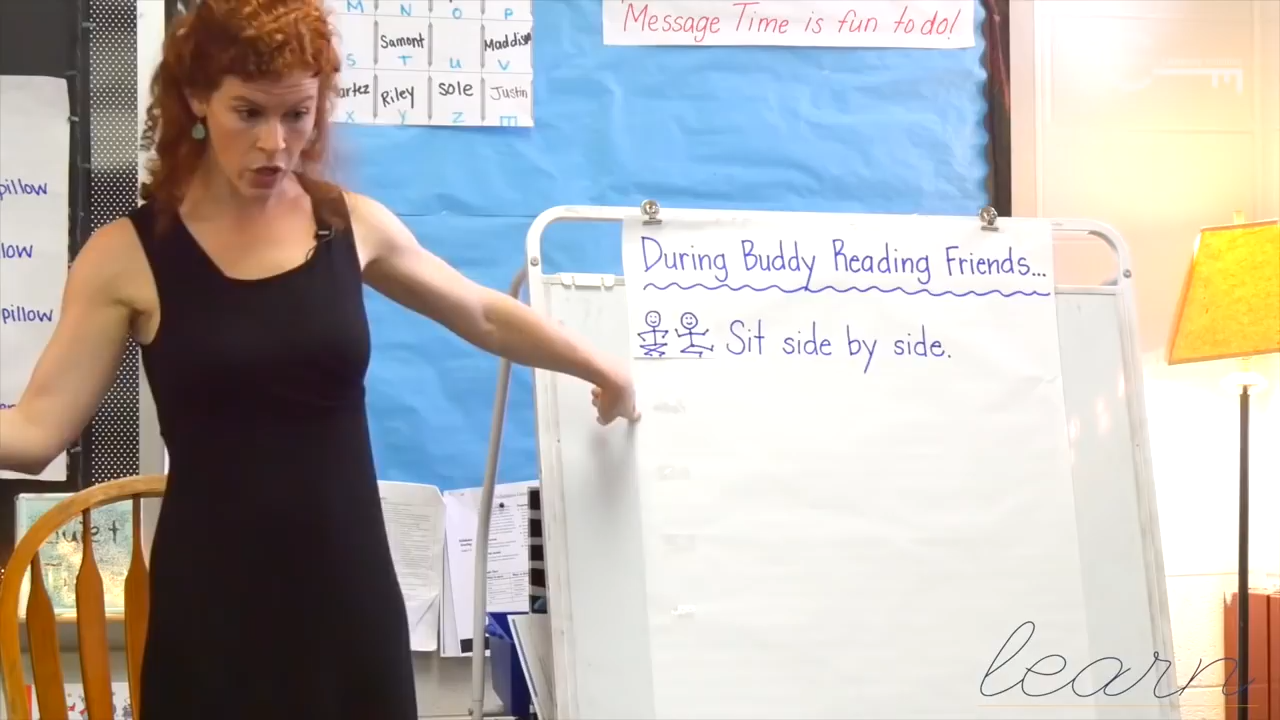 M N O P
Samont Maddisyn
S T U V
Riley Sole Justin
X Y Z
Message Time is fun to do!
pillow
low
pillow
During Buddy Reading Friends...
Sit side by side.
learn